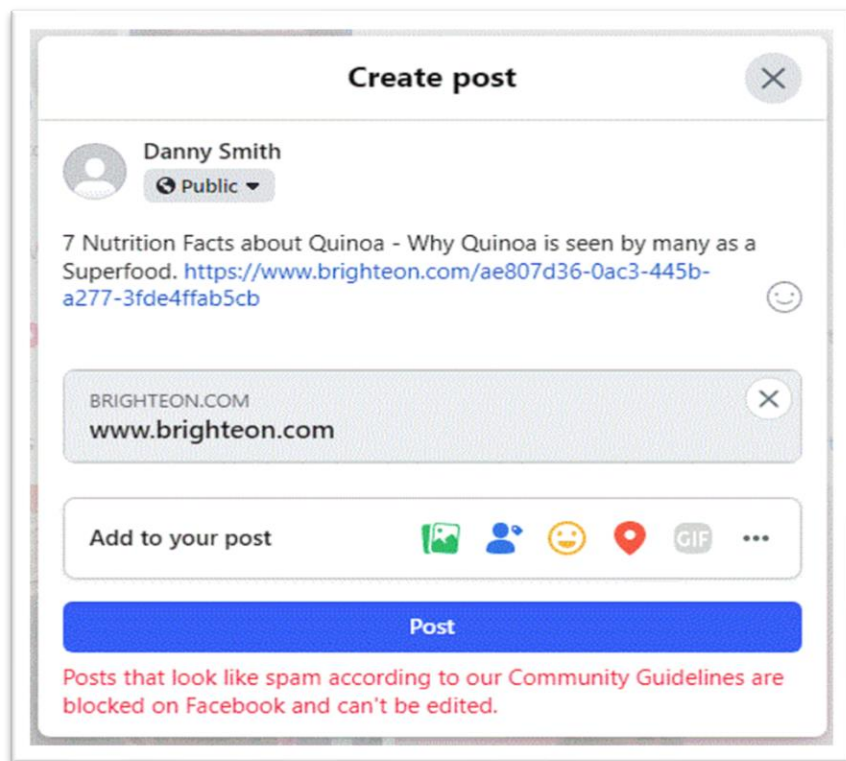 Create post
Danny Smith
Public
7 Nutrition Facts about Quinoa - Why Quinoa is seen by many as a
Superfood. https://www.brighteon.com/ae807d36-0ac3-445b-
a277-3fde4ffab5cb
BRIGHTEON.COM
www.brighteon.com
Add to your post
GIF
Post
Posts that look like spam according to our Community Guidelines are
blocked on Facebook and can't be edited.